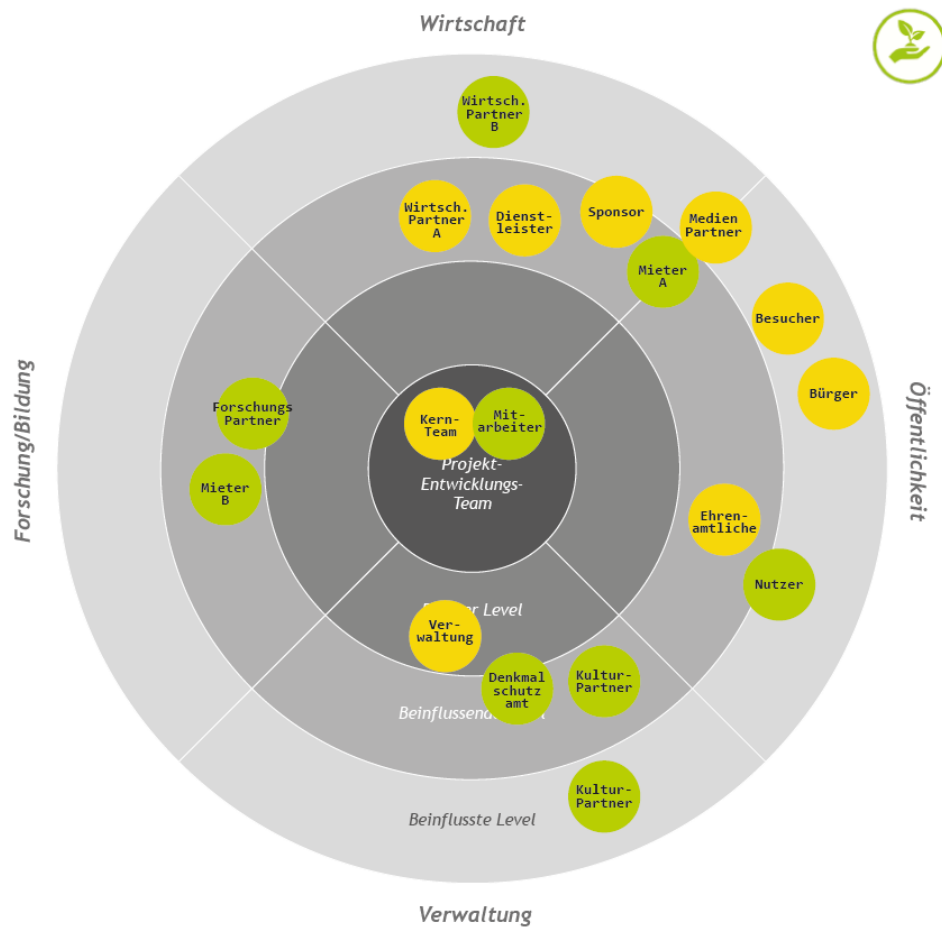 Wirtschaft
Wirtsch.
Partner
B
Wirtsch.
Partner
A
Dienst-
leister
Sponsor
Medien
Partner
Mieter
A
Besucher
Bürger
Forschung/Bildung
Öffentlichkeit
Forschungs
Partner
Mieter
B
Kern-
Team
Mit-
arbeiter
Projekt-
Entwicklungs-
Team
Ehren-
amtliche
Nutzer
Level
Ver-
waltung
Denkmal
schutz
amt
Kultur-
Partner
Kultur-
Partner
Beinflusste Level
Verwaltung